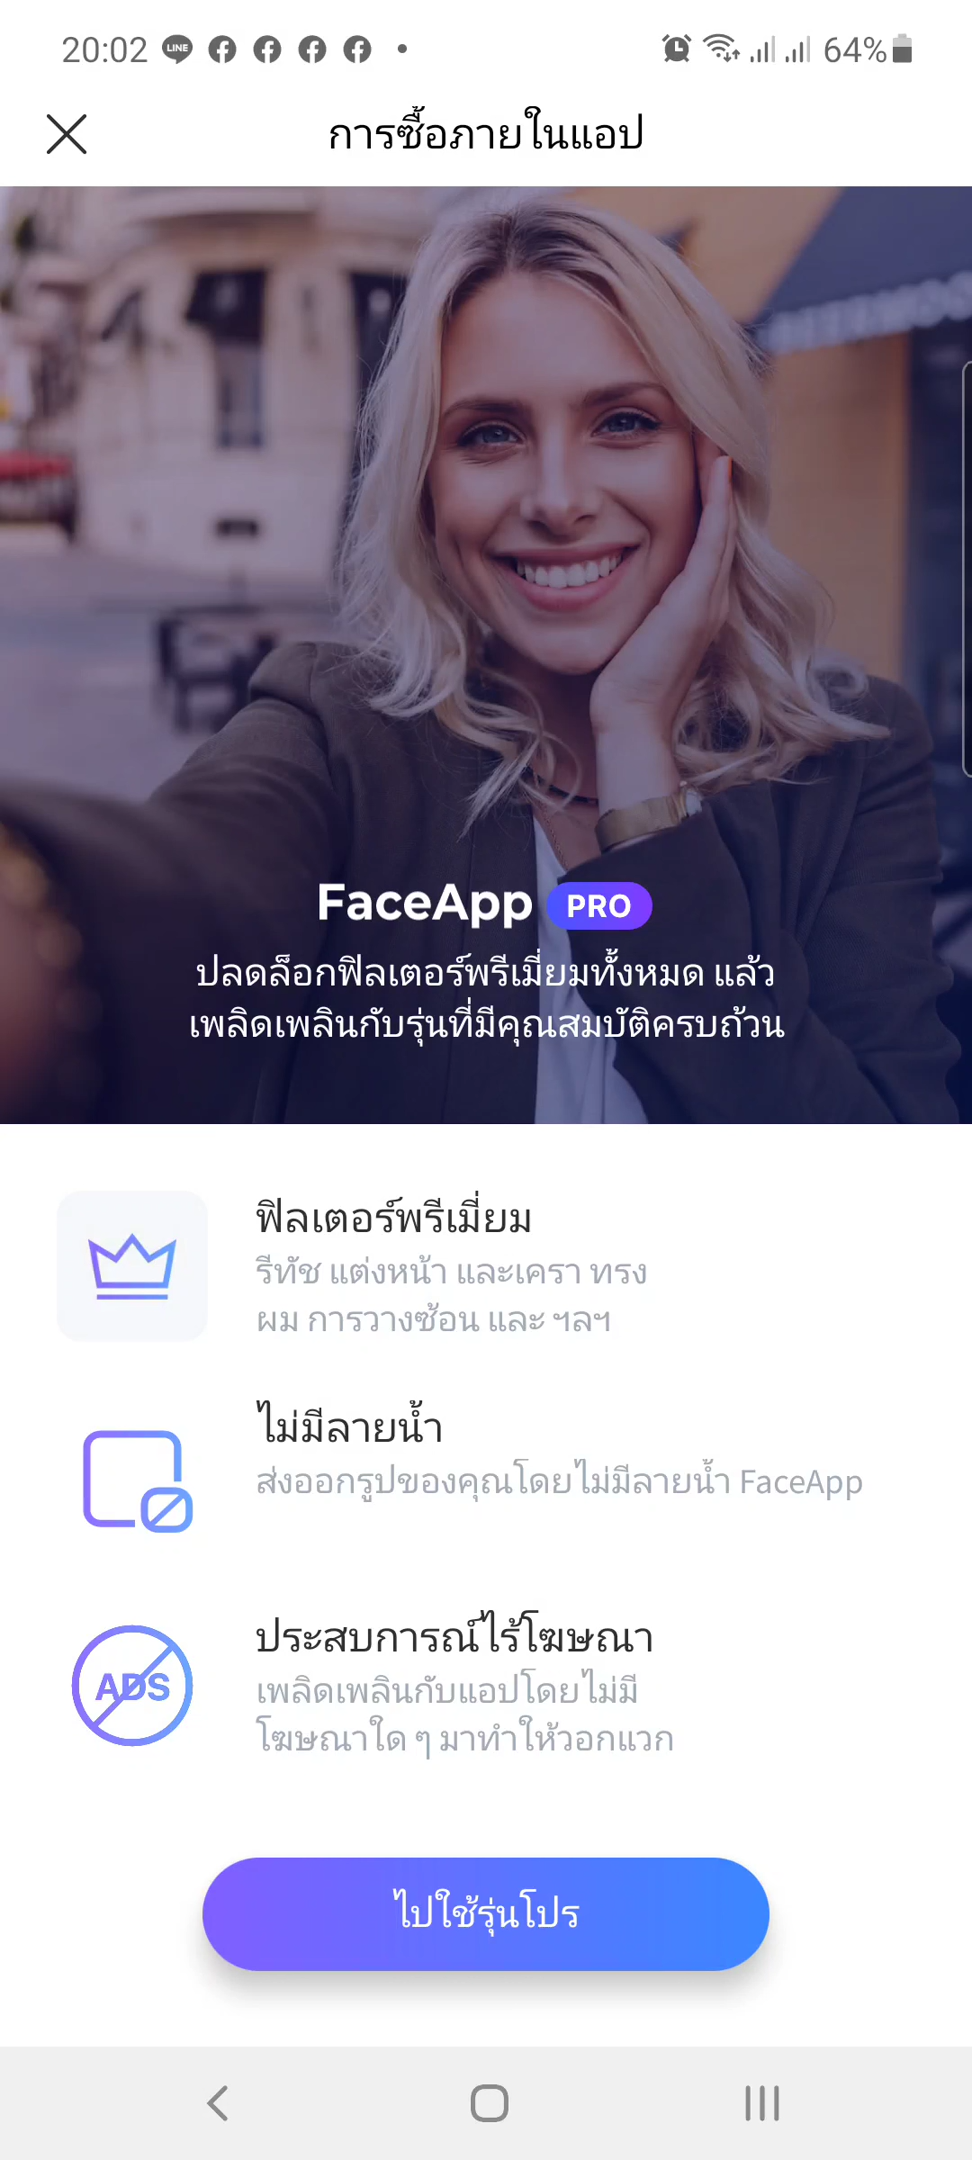 20:02 LINE 64%
การซื้อภายในแอป
FaceApp PRO
ปลดล็อกฟิลเตอร์พรีเมี่ยมทั้งหมด แล้ว
เพลิดเพลินกับรุ่นที่มีคุณสมบัติครบถ้วน
ฟิลเตอร์พรีเมี่ยม
รีทัช แต่งหน้า และเครา ทรง
ผม การวางซ้อน และ ฯลฯ
ไม่มีลายน้ำ
ส่งออกรูปของคุณโดยไม่มีลายน้ำ FaceApp
ADS
ประสบการณ์ไร้โฆษณา
เพลิดเพลินกับแอปโดยไม่มี
โฆษณาใด ๆ มาทำให้วอกแวก
ไปใช้รุ่นโปร